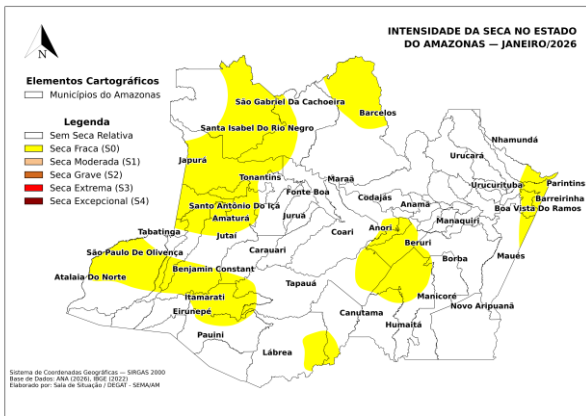 INTENSIDADE DA SECA NO ESTADO
DO AMAZONAS — JANEIRO/2026
N
Elementos Cartográficos
Municípios do Amazonas
Legenda
Sem Seca Relativa
Seca Fraca (S0)
Seca Moderada (S1)
Seca Grave (S2)
Seca Extrema (S3)
Seca Excepcional (S4)
São Gabriel Da Cachoeira
Barcelos
Santa Isabel Do Rio Negro
Nhamundá
Japurá
Urucará
Tonantins
Maraã
Urucurituba
Parintins
Fonte Boa
Barreirinha
Santo Antônio Do Içá
Codajás
Anamã
Boa Vista Do Ramos
Amaturá
Juruá
Manaquiri
Tabatinga
Jutaí
Coari
Anori
Beruri
São Paulo De Olivença
Carauari
Borba
Maués
Atalaia Do Norte
Benjamin Constant
Tapauá
Itamarati
Manicoré
Novo Aripuanã
Eirunepé
Canutama
Humaitá
Pauini
Lábrea
Sistema de Coordenadas Geográficas — SIRGAS 2000
Base de Dados: ANA (2026), IBGE (2022)
Elaborado por: Sala de Situação / DEGAT - SEMA/AM